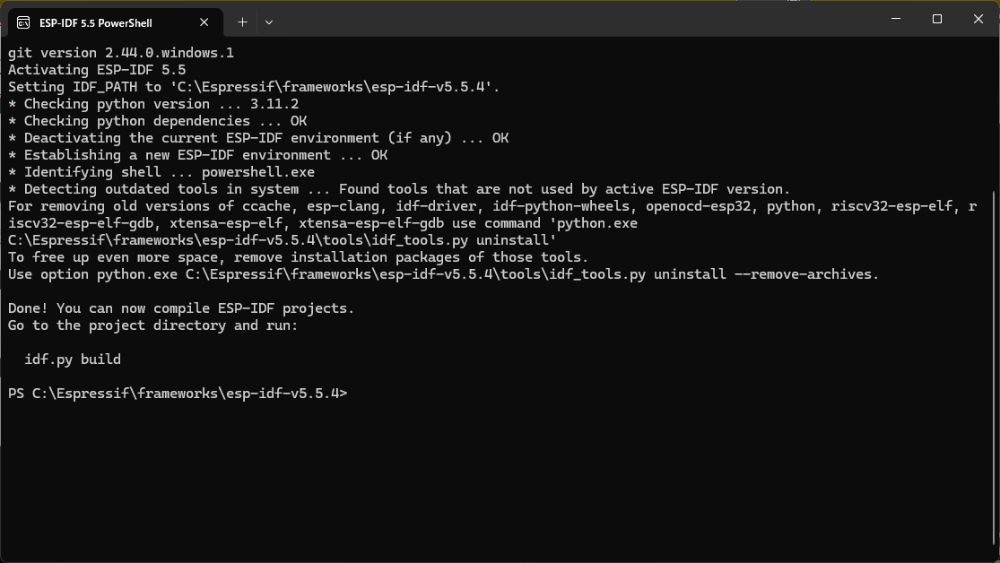 ESP-IDF 5.5 PowerShell
git version 2.44.0.windows.1
Activating ESP-IDF 5.5
Setting IDF_PATH to 'C:\Espressif\frameworks\esp-idf-v5.5.4'.
* Checking python version ... 3.11.2
* Checking python dependencies ... OK
* Deactivating the current ESP-IDF environment (if any) ... OK
* Establishing a new ESP-IDF environment ... OK
* Identifying shell ... powershell.exe
* Detecting outdated tools in system ... Found tools that are not used by active ESP-IDF version.
For removing old versions of ccache, esp-clang, idf-driver, idf-python-wheels, openocd-esp32, python, riscv32-esp-elf, r
iscv32-esp-elf-gdb, xtensa-esp-elf, xtensa-esp-elf-gdb use command 'python.exe
C:\Espressif\frameworks\esp-idf-v5.5.4\tools\idf_tools.py uninstall'
To free up even more space, remove installation packages of those tools.
Use option python.exe C:\Espressif\frameworks\esp-idf-v5.5.4\tools\idf_tools.py uninstall --remove-archives.
Done! You can now compile ESP-IDF projects.
Go to the project directory and run:
idf.py build
PS C:\Espressif\frameworks\esp-idf-v5.5.4>